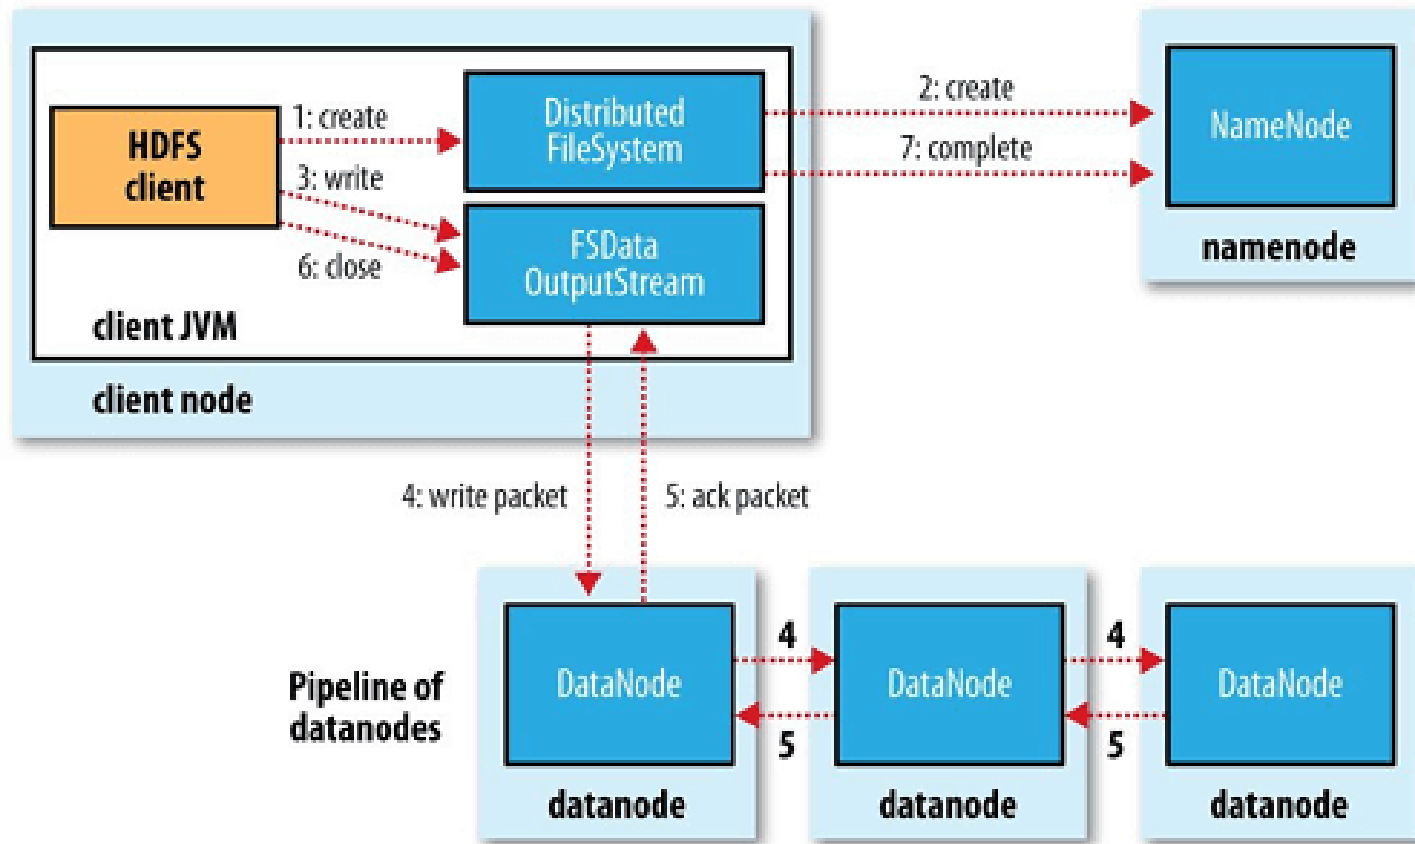 HDFS
client
1: create
3: write
6: close
Distributed
FileSystem
FSData
OutputStream
client JVM
client node
2: create
7: complete
NameNode
namenode
4: write packet
5: ack packet
Pipeline of
datanodes
DataNode
datanode
4
5
DataNode
datanode
4
5
DataNode
datanode